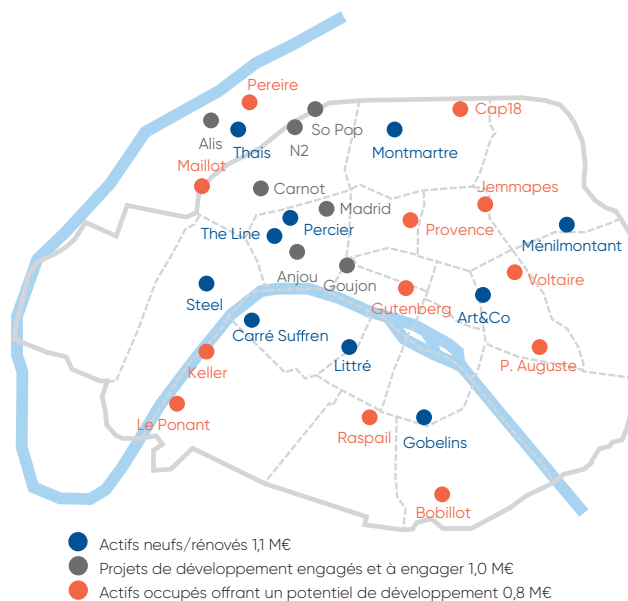 Pereire
Cap18
So Pop
Alis
Thais
N2
Montmartre
Maillot
Carnot
Jemmapes
Madrid
The Line
Percier
Provence
Ménilmontant
Anjou
Goujon
Voltaire
Steel
Gutenberg
Art&Co
Carré Suffren
Keller
Littré
P. Auguste
Le Ponant
Raspail
Gobelins
Bobillot
Actifs neufs/rénovés 1,1 M€
Projets de développement engagés et à engager 1,0 M€
Actifs occupés offrant un potentiel de développement 0,8 M€